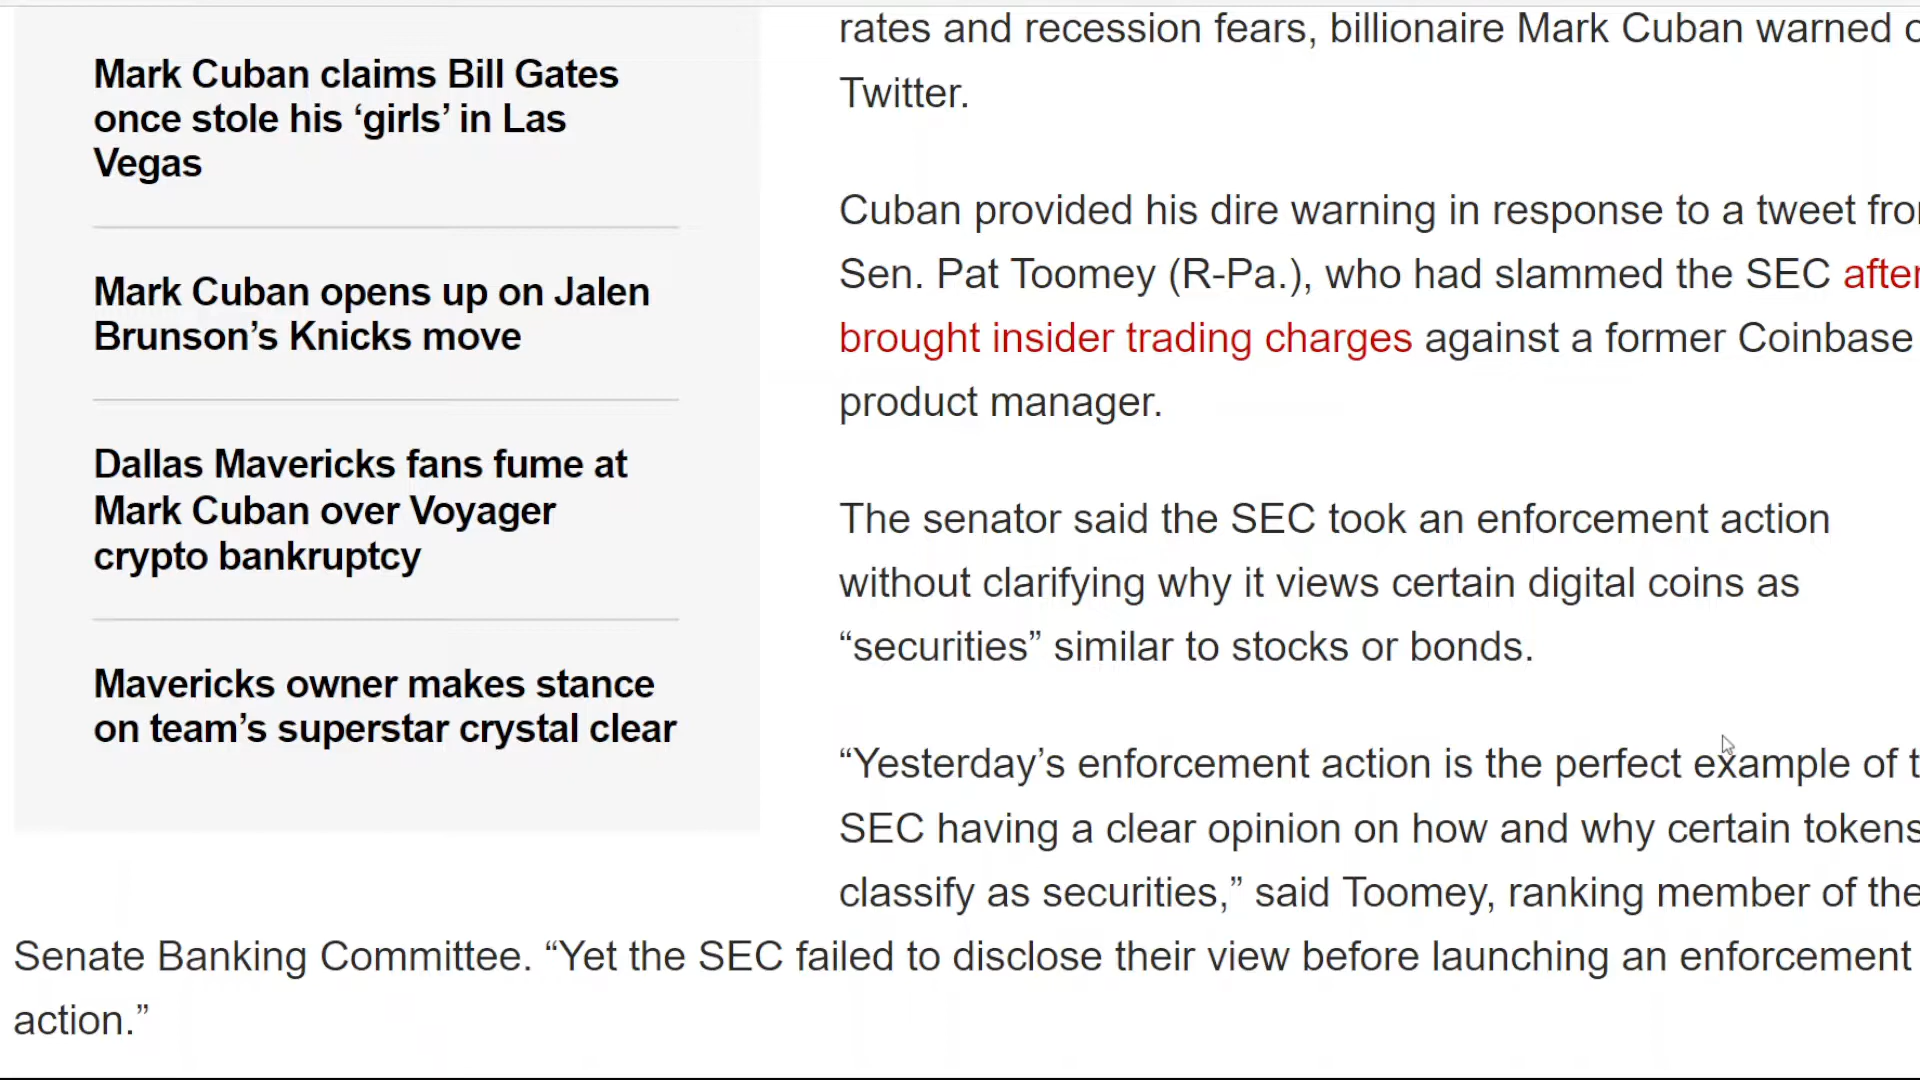 Mark Cuban claims Bill Gates
once stole his ‘girls’ in Las
Vegas
Mark Cuban opens up on Jalen
Brunson’s Knicks move
Dallas Mavericks fans fume at
Mark Cuban over Voyager
crypto bankruptcy
Mavericks owner makes stance
on team’s superstar crystal clear
rates and recession fears, billionaire Mark Cuban warned
Twitter.
Cuban provided his dire warning in response to a tweet
Sen. Pat Toomey (R-Pa.), who had slammed the SEC after
brought insider trading charges against a former Coinbase
product manager.
The senator said the SEC took an enforcement action
without clarifying why it views certain digital coins as
“securities” similar to stocks or bonds.
“Yesterday’s enforcement action is the perfect example of
SEC having a clear opinion on how and why certain tokens
classify as securities,” said Toomey, ranking member of the
Senate Banking Committee. “Yet the SEC failed to disclose their view before launching an enforcement
action.”